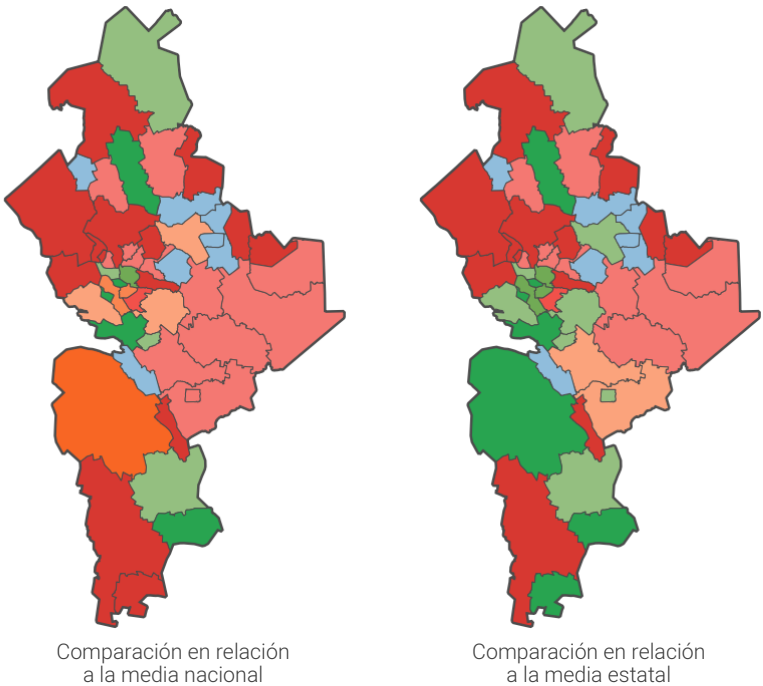 Comparación en relación
a la media nacional
Comparación en relación
a la media estatal